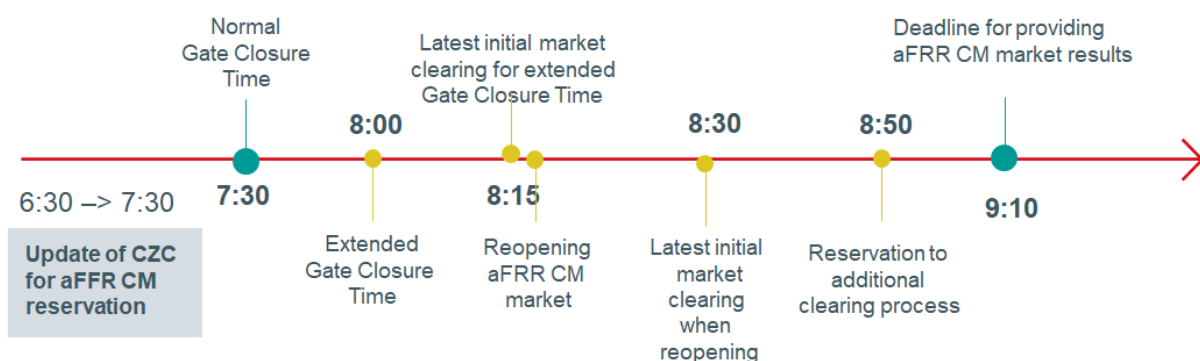 Normal
Gate Closure
Time
Latest initial market
clearing for extended
Gate Closure Time
Deadline for providing
aFRR CM market results
8:00
8:30
8:50
6:30 –> 7:30
7:30
8:15
9:10
Update of CZC
for aFFR CM
reservation
Extended
Gate Closure
Time
Reopening
aFRR CM
market
Latest initial
market
clearing when
reopening
Reservation to
additional
clearing process